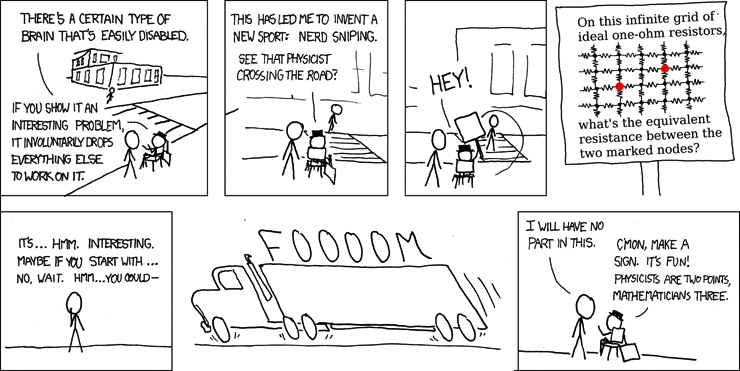 THERE'S A CERTAIN TYPE OF
BRAIN THAT'S EASILY DISABLED.
IF YOU SHOW IT AN
INTERESTING PROBLEM,
IT INVOLUNTARILY DROPS
EVERYTHING ELSE
TO WORK ON IT.
THIS HAS LED ME TO INVENT A
NEW SPORT: NERD SNIPING.
SEE THAT PHYSICIST
CROSSING THE ROAD?
HEY!
On this infinite grid of
ideal one-ohm resistors,
what's the equivalent
resistance between the
two marked nodes?
IT'S... HMM. INTERESTING.
MAYBE IF YOU START WITH ...
NO, WAIT. HMM...YOU COULD—
FOOOOM
I WILL HAVE NO
PART IN THIS.
C'MON, MAKE A
SIGN. IT'S FUN!
PHYSICISTS ARE TWO POINTS,
MATHEMATICIANS THREE.